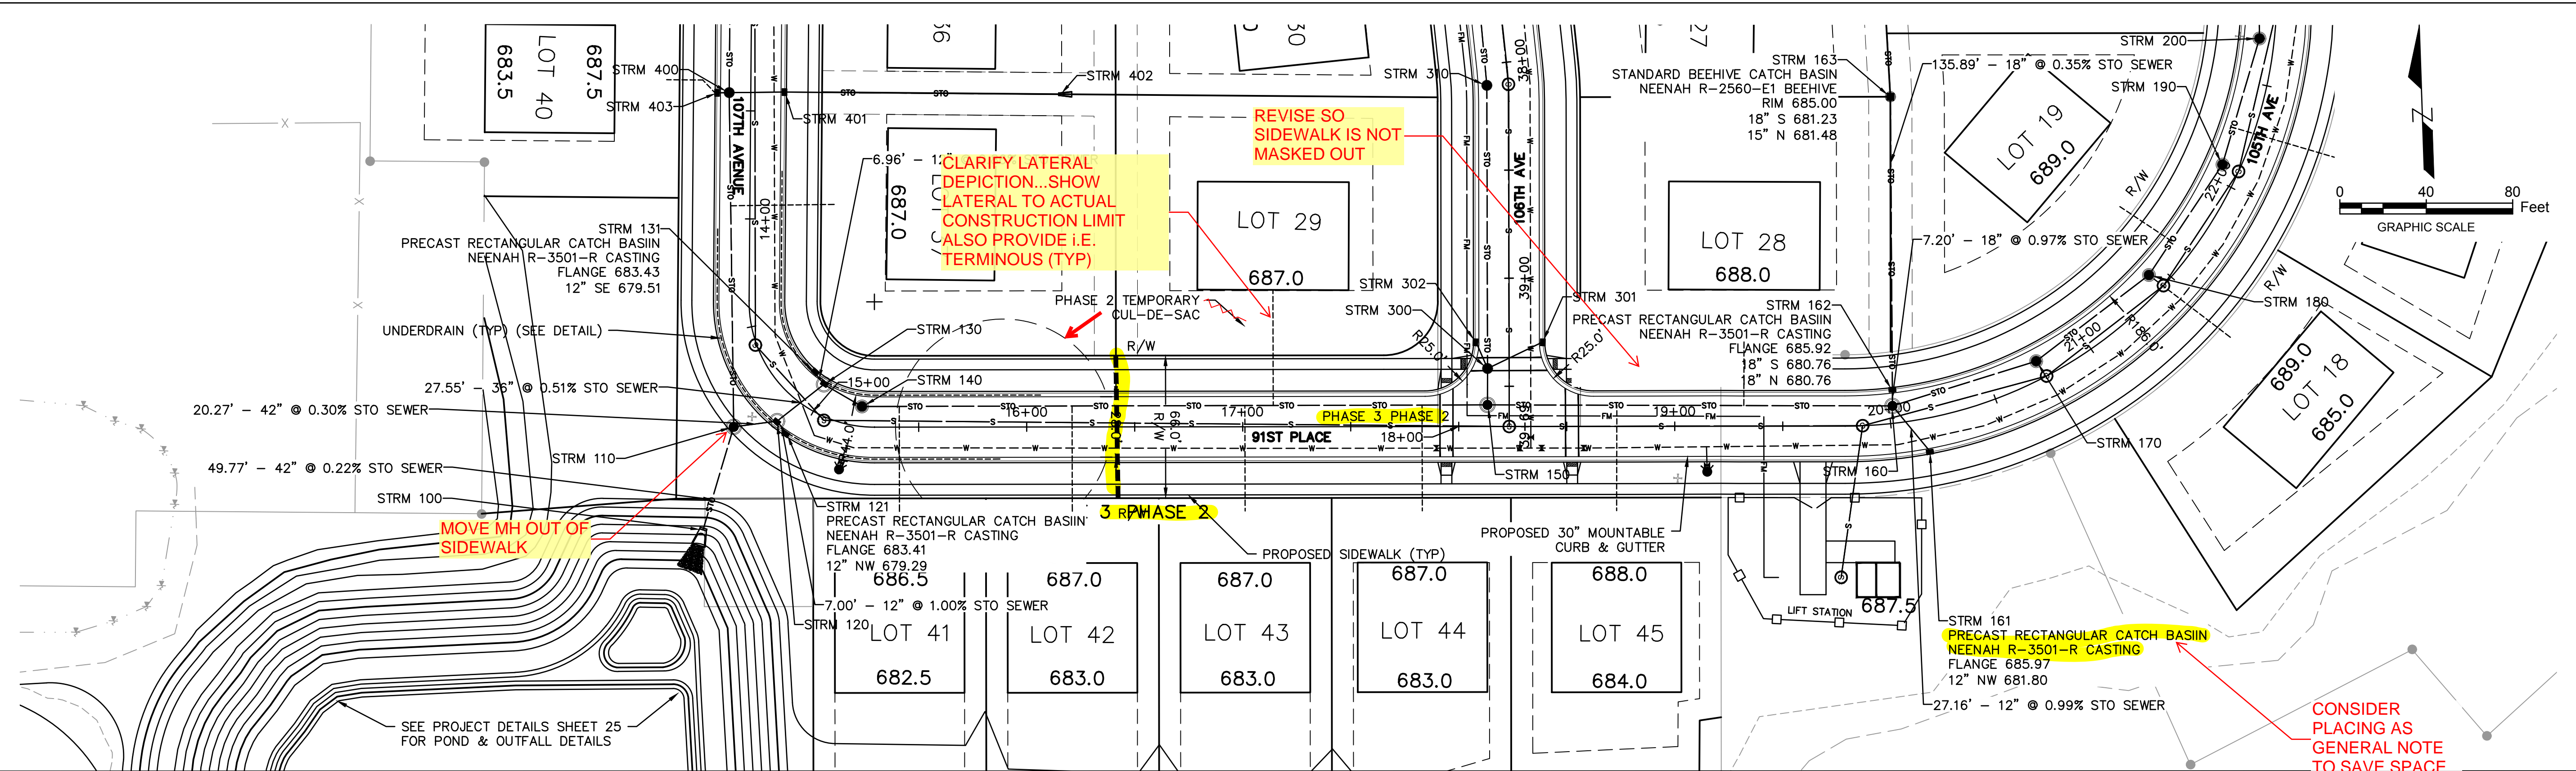 683.5
LOT 40
687.5
STRM 400
STRM 403
107TH AVENUE
STRM 402
STRM 401
14+00
6.96' – 12"
CLARIFY LATERAL
DEPICTION...SHOW
LATERAL TO ACTUAL
CONSTRUCTION LIMIT
ALSO PROVIDE i.E.
TERMINOUS (TYP)
687.0
30
LOT 29
687.0
REVISE SO
SIDEWALK IS NOT
MASKED OUT
STRM 310
38+00
106TH AVE
39+00
27
STRM 163
STANDARD BEEHIVE CATCH BASIN
NEENAH R-2560-E1 BEEHIVE
RIM 685.00
18" S 681.23
15" N 681.48
LOT 28
688.0
135.89' – 18" @ 0.35% STO SEWER
STRM 200
STRM 190
LOT 19
689.0
105TH AVE
22+00
R/W
0 40 80
Feet
GRAPHIC SCALE
N
7.20' – 18" @ 0.97% STO SEWER
R/W
STRM 180
21+00
R186.0'
STRM 131
PRECAST RECTANGULAR CATCH BASIIN
NEENAH R-3501-R CASTING
FLANGE 683.43
12" SE 679.51
UNDERDRAIN (TYP) (SEE DETAIL)
STRM 130
15+00
STRM 140
PHASE 2 TEMPORARY
CUL-DE-SAC
R/W
STRM 302
STRM 300
STRM 301
R25.0'
R25.0'
STRM 162
PRECAST RECTANGULAR CATCH BASIIN
NEENAH R-3501-R CASTING
FLANGE 685.92
18" S 680.76
18" N 680.76
27.55' – 36" @ 0.51% STO SEWER
20.27' – 42" @ 0.30% STO SEWER
STRM 110
49.77' – 42" @ 0.22% STO SEWER
STRM 100
MOVE MH OUT OF
SIDEWALK
16+00
66.0'
R/W
17+00
PHASE 3 PHASE 2
91ST PLACE
18+00
39+69
19+00
20+00
STRM 150
STRM 160
STRM 170
689.0
LOT 18
685.0
STRM 121
PRECAST RECTANGULAR CATCH BASIIN
NEENAH R-3501-R CASTING
FLANGE 683.41
12" NW 679.29
3 PHASE 2
R/W
PROPOSED SIDEWALK (TYP)
PROPOSED 30" MOUNTABLE
CURB & GUTTER
7.00' – 12" @ 1.00% STO SEWER
STRM 120
686.5
LOT 41
682.5
687.0
LOT 42
683.0
687.0
LOT 43
683.0
687.0
LOT 44
683.0
688.0
LOT 45
684.0
LIFT STATION
687.5
STRM 161
PRECAST RECTANGULAR CATCH BASIIN
NEENAH R-3501-R CASTING
FLANGE 685.97
12" NW 681.80
27.16' – 12" @ 0.99% STO SEWER
SEE PROJECT DETAILS SHEET 25
FOR POND & OUTFALL DETAILS
CONSIDER
PLACING AS
GENERAL NOTE
TO SAVE SPACE